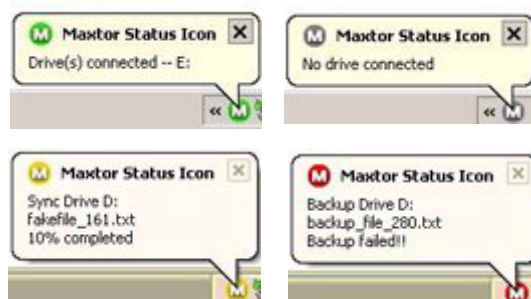 M Maxtor Status Icon X
Drive(s) connected -- E:
« M
M Maxtor Status Icon X
No drive connected
« M
M Maxtor Status Icon X
Sync Drive D:
fakefile_161.txt
10% completed
M
M Maxtor Status Icon X
Backup Drive D:
backup_file_280.txt
Backup failed!!
M